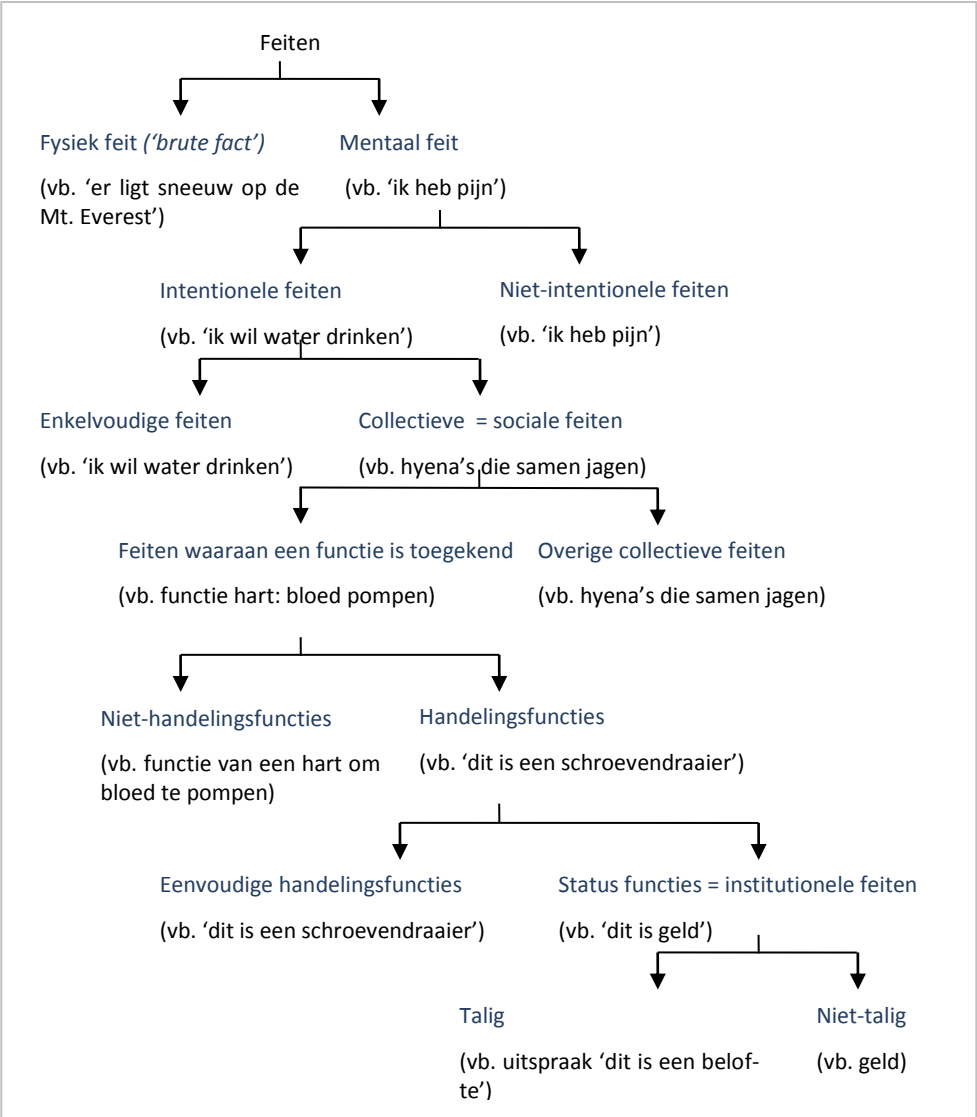 Feiten
Fysiek feit (‘brute fact’)
(vb. ‘er ligt sneeuw op de
Mt. Everest’)
Mentaal feit
(vb. ‘ik heb pijn’)
Intentionele feiten
(vb. ‘ik wil water drinken’)
Niet-intentionele feiten
(vb. ‘ik heb pijn’)
Enkelvoudige feiten
(vb. ‘ik wil water drinken’)
Collectieve = sociale feiten
(vb. hyena’s die samen jagen)
Feiten waaraan een functie is toegekend
(vb. functie hart: bloed pompen)
Overige collectieve feiten
(vb. hyena’s die samen jagen)
Niet-handelingsfuncties
(vb. functie van een hart om
bloed te pompen)
Handelingsfuncties
(vb. ‘dit is een schroevendraaier’)
Eenvoudige handelingsfuncties
(vb. ‘dit is een schroevendraaier’)
Status functies = institutionele feiten
(vb. ‘dit is geld’)
Talig
(vb. uitspraak ‘dit is een belof-
te’)
Niet-talig
(vb. geld)